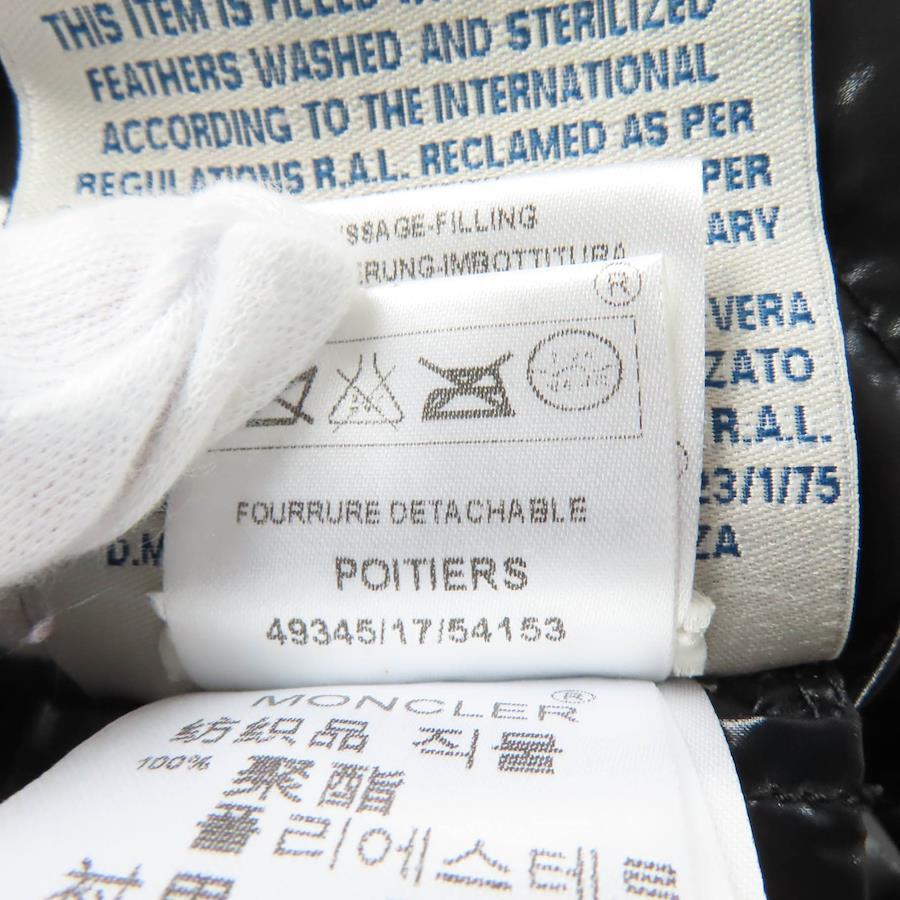 THIS ITEM IS FILLED
FEATHERS WASHED AND STERILIZED
ACCORDING TO THE INTERNATIONAL
REGULATIONS R.A.L. RECLAMED AS PER
PER
ARY
VERA
ZATO
R.A.L.
23/1/75
ZA
D.M
SSAGE-FILLING
RUNG-IMBOTTITURA
®
FOURRURE DETACHABLE
POITIERS
49345/17/54153
MONCLER®
纺织品 직물
100% 聚酯
폴리에스테르